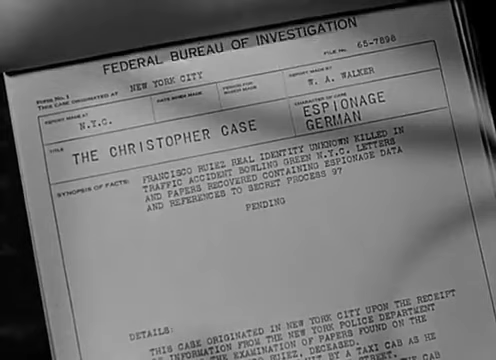 FEDERAL BUREAU OF INVESTIGATION
FORM No. 1
THIS CASE ORIGINATED AT NEW YORK CITY FILE NO. 65-7898
REPORT MADE AT DATE WHEN MADE PERIOD FOR WHICH MADE REPORT MADE BY
N.Y.C. W. A. WALKER
TITLE CHARACTER OF CASE
THE CHRISTOPHER CASE ESPIONAGE
GERMAN
SYNOPSIS OF FACTS: FRANCISCO RUIEZ REAL IDENTITY UNKNOWN KILLED IN
TRAFFIC ACCIDENT BOWLING GREEN N.Y.C. LETTERS
AND PAPERS RECOVERED CONTAINING ESPIONAGE DATA
AND REFERENCES TO SECRET PROCESS 97
PENDING
DETAILS:
THIS CASE ORIGINATED IN NEW YORK CITY UPON THE RECEIPT
INFORMATION FROM THE NEW YORK POLICE DEPARTMENT
THE EXAMINATION OF PAPERS FOUND ON THE
RUIEZ, DECEASED.
BY A TAXI CAB AS HE
CAB